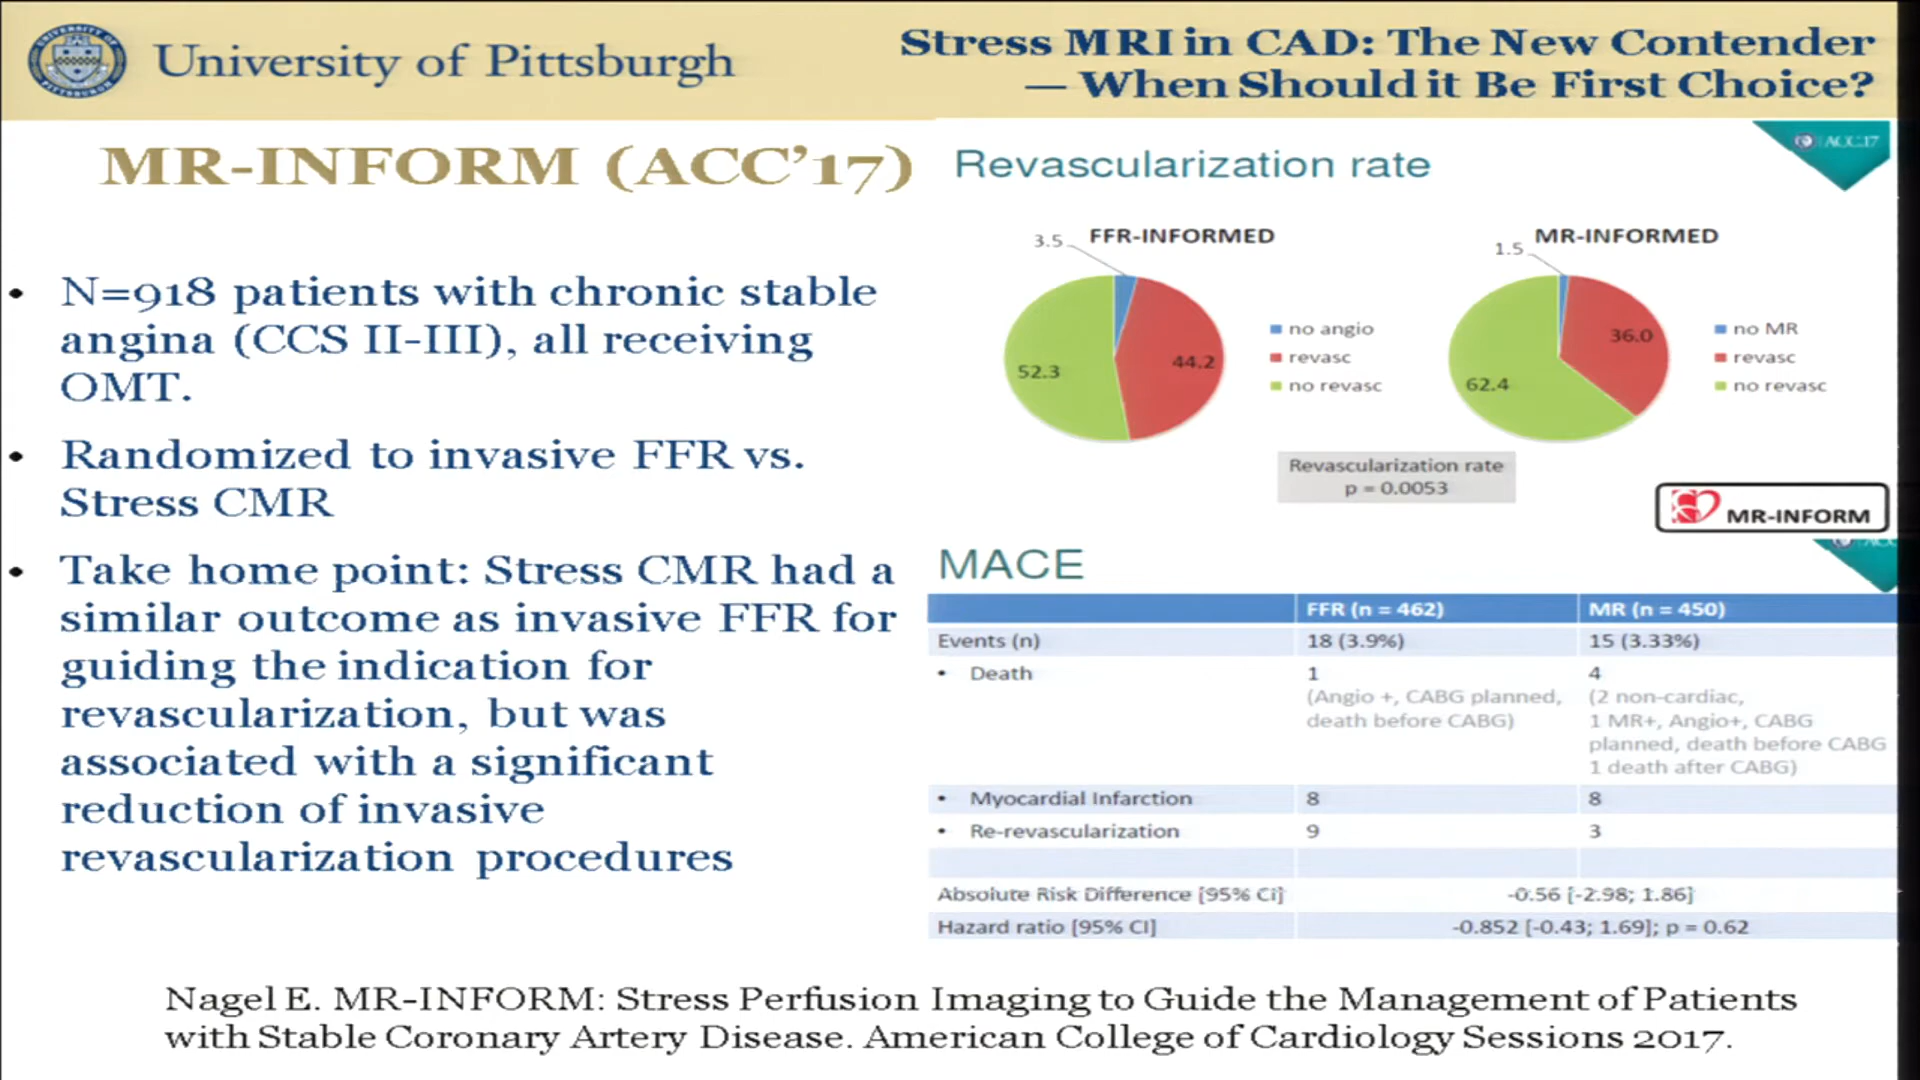 University of Pittsburgh
Stress MRI in CAD: The New Contender
— When Should it Be First Choice?
MR-INFORM (ACC’17)
• N=918 patients with chronic stable
angina (CCS II-III), all receiving
OMT.
• Randomized to invasive FFR vs.
Stress CMR
• Take home point: Stress CMR had a
similar outcome as invasive FFR for
guiding the indication for
revascularization, but was
associated with a significant
reduction of invasive
revascularization procedures
Revascularization rate
ACC.17
FFR-INFORMED
3.5
52.3
44.2
no angio
revasc
no revasc
MR-INFORMED
1.5
36.0
62.4
no MR
revasc
no revasc
Revascularization rate
p = 0.0053
MR-INFORM
MACE
FFR (n = 462) MR (n = 450)
Events (n) 18 (3.9%) 15 (3.33%)
• Death 1 4
(Angio +, CABG planned, (2 non-cardiac,
death before CABG) 1 MR+, Angio+, CABG
planned, death before CABG
1 death after CABG)
• Myocardial Infarction 8 8
• Re-revascularization 9 3
Absolute Risk Difference [95% CI] -0.56 [-2.98; 1.86]
Hazard ratio [95% CI] -0.852 [-0.43; 1.69]; p = 0.62
Nagel E. MR-INFORM: Stress Perfusion Imaging to Guide the Management of Patients
with Stable Coronary Artery Disease. American College of Cardiology Sessions 2017.